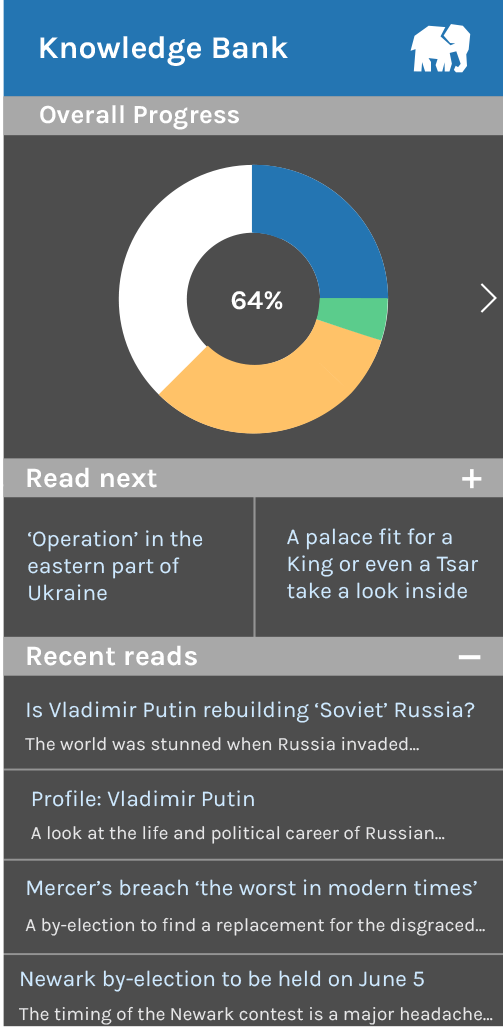 Knowledge Bank
Overall Progress
64%
Read next
‘Operation’ in the
eastern part of
Ukraine
A palace fit for a
King or even a Tsar
take a look inside
Recent reads
Is Vladimir Putin rebuilding ‘Soviet’ Russia?
The world was stunned when Russia invaded...
Profile: Vladimir Putin
A look at the life and political career of Russian...
Mercer’s breach ‘the worst in modern times’
A by-election to find a replacement for the disgraced...
Newark by-election to be held on June 5
The timing of the Newark contest is a major headache...